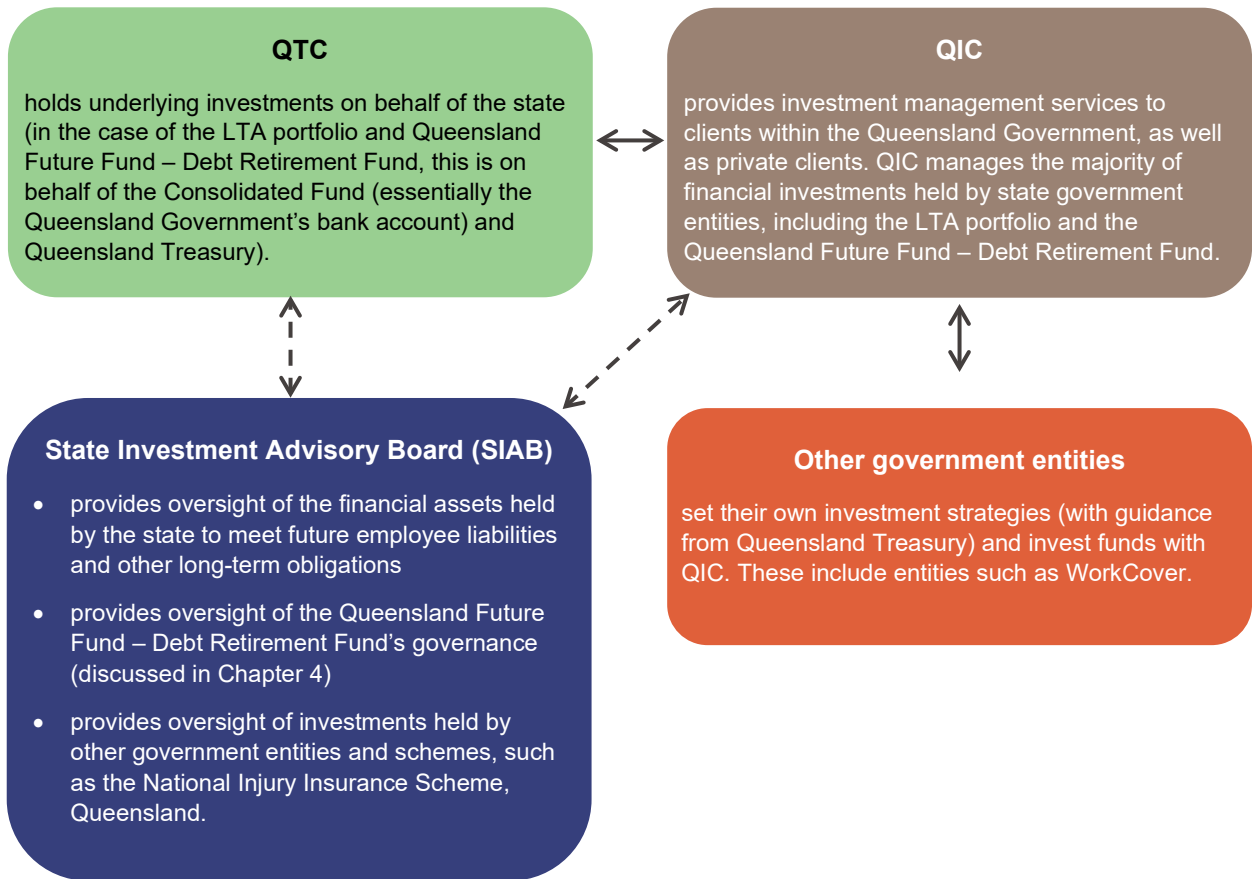 QTC
holds underlying investments on behalf of the state
(in the case of the LTA portfolio and Queensland
Future Fund – Debt Retirement Fund, this is on
behalf of the Consolidated Fund (essentially the
Queensland Government’s bank account) and
Queensland Treasury).
QIC
provides investment management services to
clients within the Queensland Government, as well
as private clients. QIC manages the majority of
financial investments held by state government
entities, including the LTA portfolio and the
Queensland Future Fund – Debt Retirement Fund.
State Investment Advisory Board (SIAB)
• provides oversight of the financial assets held
by the state to meet future employee liabilities
and other long-term obligations
• provides oversight of the Queensland Future
Fund – Debt Retirement Fund’s governance
(discussed in Chapter 4)
• provides oversight of investments held by
other government entities and schemes, such
as the National Injury Insurance Scheme,
Queensland.
Other government entities
set their own investment strategies (with guidance
from Queensland Treasury) and invest funds with
QIC. These include entities such as WorkCover.